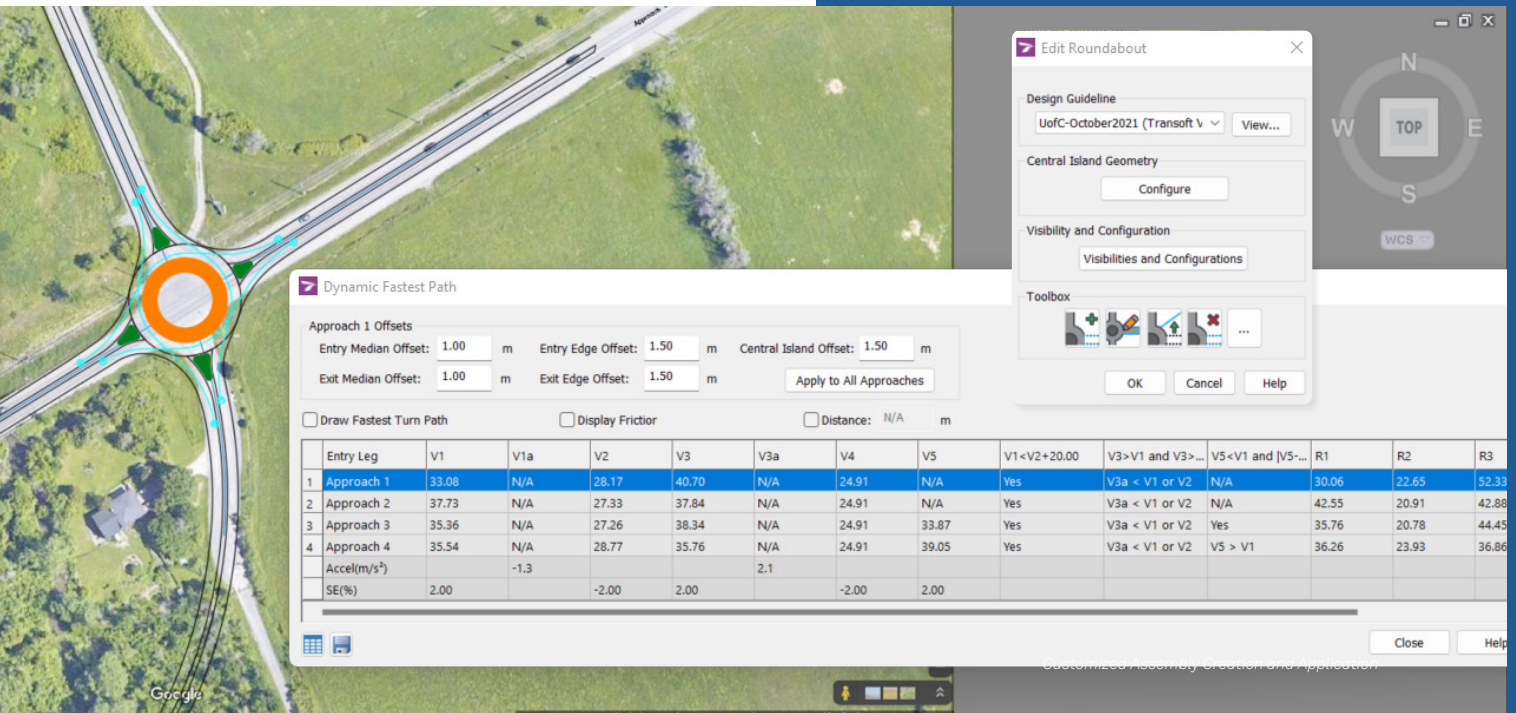 Approach
Edit Roundabout
Design Guideline
UofC-October2021 (Transoft V
View...
Central Island Geometry
Configure
Visibility and Configuration
Visibilities and Configurations
Toolbox
...
OK Cancel Help
N
W TOP E
S
WCS
Dynamic Fastest Path
Approach 1 Offsets
Entry Median Offset: 1.00 m Entry Edge Offset: 1.50 m Central Island Offset: 1.50 m
Exit Median Offset: 1.00 m Exit Edge Offset: 1.50 m Apply to All Approaches
Draw Fastest Turn Path Display Frictior Distance: N/A m
Entry Leg V1 V1a V2 V3 V3a V4 V5 V1<V2+20.00 V3>V1 and V3>... V5<V1 and |V5-... R1 R2 R3
1 Approach 1 33.08 N/A 28.17 40.70 N/A 24.91 N/A Yes V3a < V1 or V2 N/A 30.06 22.65 52.33
2 Approach 2 37.73 N/A 27.33 37.84 N/A 24.91 N/A Yes V3a < V1 or V2 N/A 42.55 20.91 42.88
3 Approach 3 35.36 N/A 27.26 38.34 N/A 24.91 33.87 Yes V3a < V1 or V2 Yes 35.76 20.78 44.45
4 Approach 4 35.54 N/A 28.77 35.76 N/A 24.91 39.05 Yes V3a < V1 or V2 V5 > V1 36.26 23.93 36.86
Accel(m/s²) -1.3 2.1
SE(%) 2.00 -2.00 2.00 -2.00 2.00
Close Help
Customized Assembly Creation and Application
Google